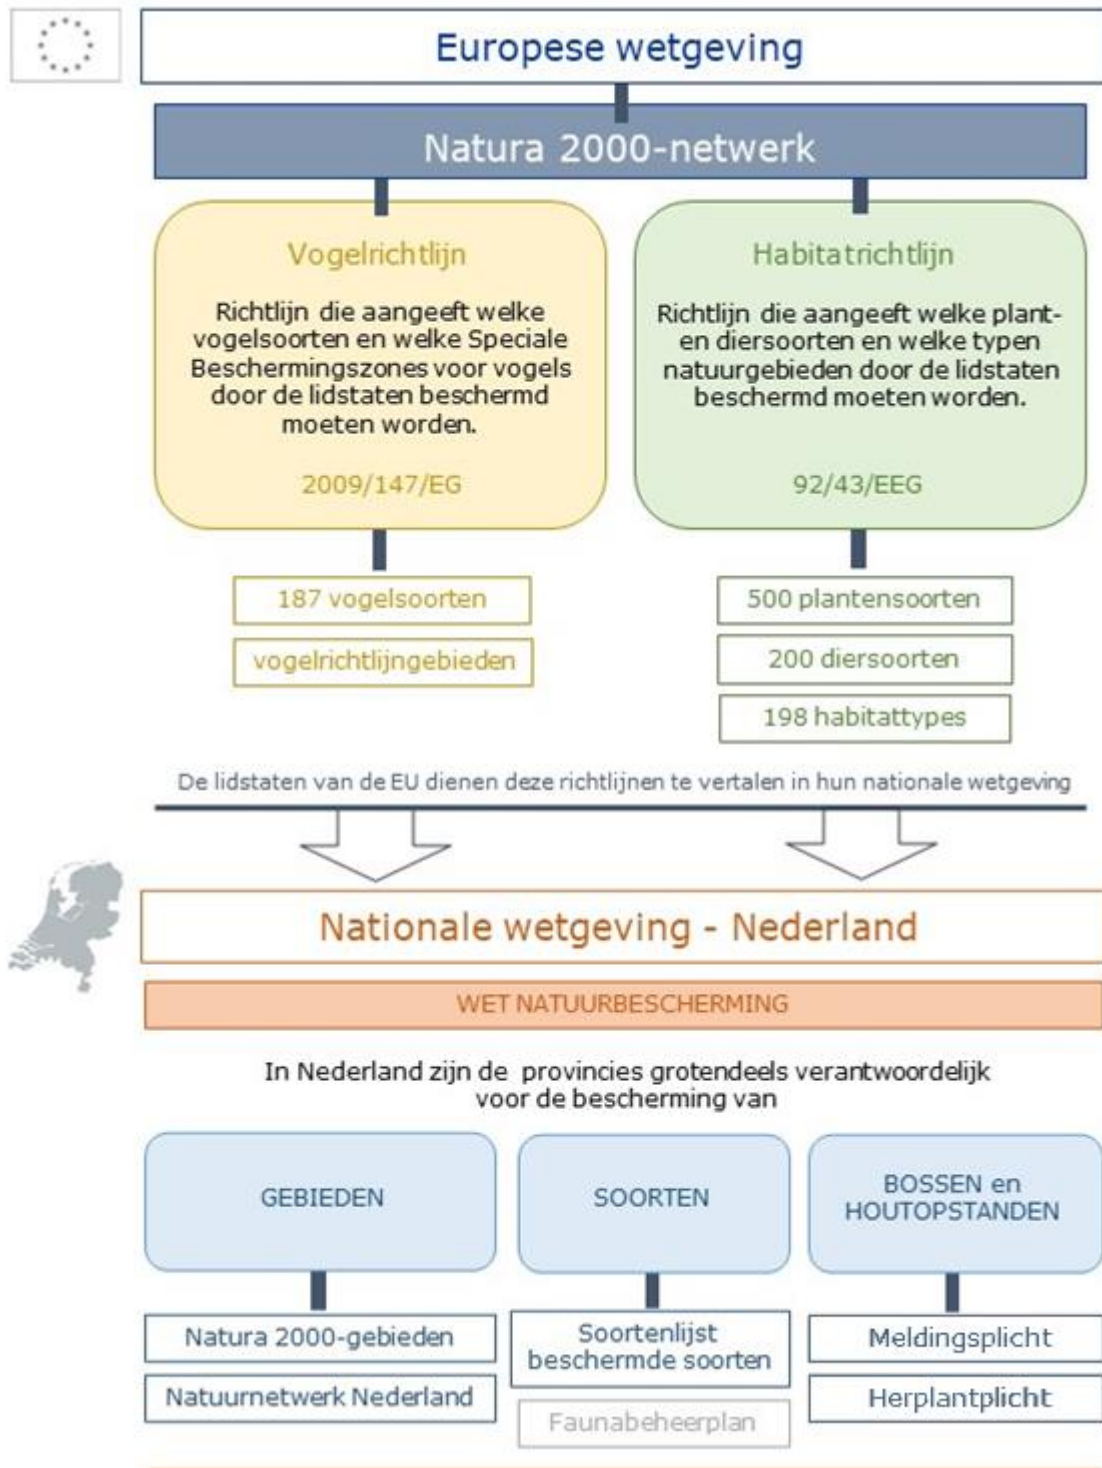 Europese wetgeving
Natura 2000-netwerk
Vogelrichtlijn
Richtlijn die aangeeft welke
vogelsoorten en welke Speciale
Beschermingszones voor vogels
door de lidstaten beschermd
moeten worden.
2009/147/EG
Habitatrichtlijn
Richtlijn die aangeeft welke plant-
en diersoorten en welke typen
natuurgebieden door de lidstaten
beschermd moeten worden.
92/43/EEG
187 vogelsoorten
vogelrichtlijngebieden
500 plantensoorten
200 diersoorten
198 habitattypes
De lidstaten van de EU dienen deze richtlijnen te vertalen in hun nationale wetgeving
Nationale wetgeving - Nederland
WET NATUURBESCHERMING
In Nederland zijn de provincies grotendeels verantwoordelijk
voor de bescherming van
GEBIEDEN
Natura 2000-gebieden
Natuurnetwerk Nederland
SOORTEN
Soortenlijst
beschermde soorten
Faunabeheerplan
BOSSEN en
HOUTOPSTANDEN
Meldingsplicht
Herplantplicht